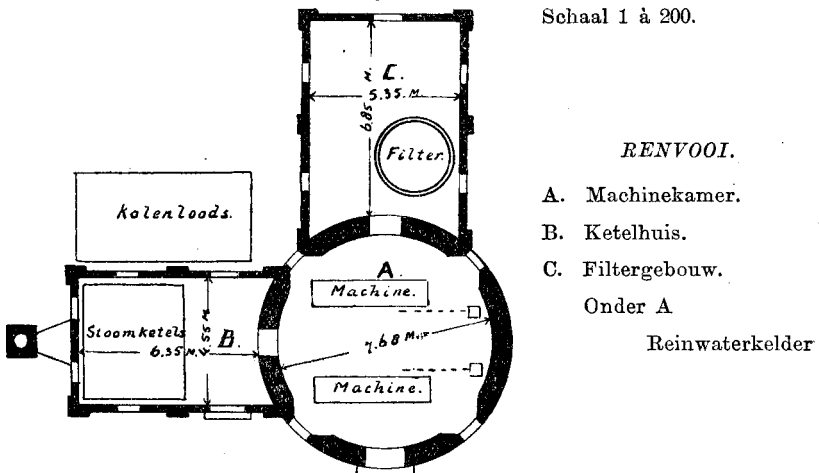 Schaal 1 à 200.
C.
5.35. M.
6.85 M.
Filter.
RENVOOI.
A. Machinekamer.
B. Ketelhuis.
C. Filtergebouw.
Onder A
Reinwaterkelder
Kolenloods.
A.
Machine.
Stoomketels
B.
6.35 M.
4.55 M.
7.68 M.
Machine.